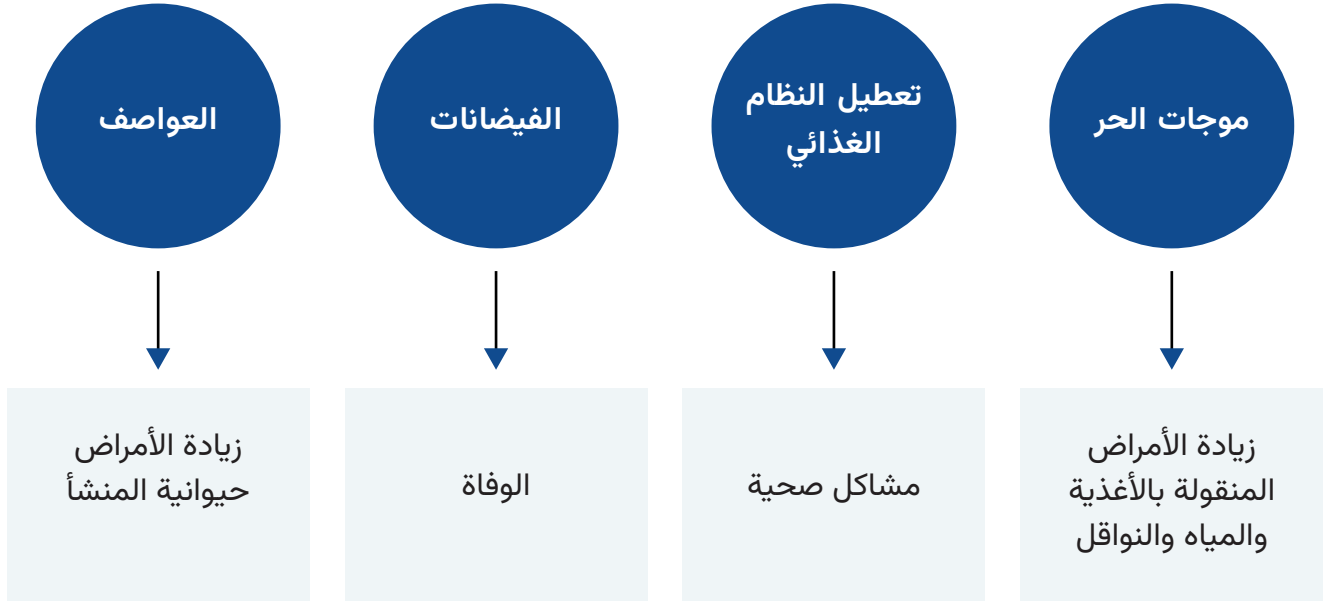 موجات الحر
تعطيل النظام
الغذائي
الفيضانات
العواصف
زيادة الأمراض
المنقولة بالأغذية
والمياه والنواقل
مشاكل صحية
الوفاة
زيادة الأمراض
حيوانية المنشأ